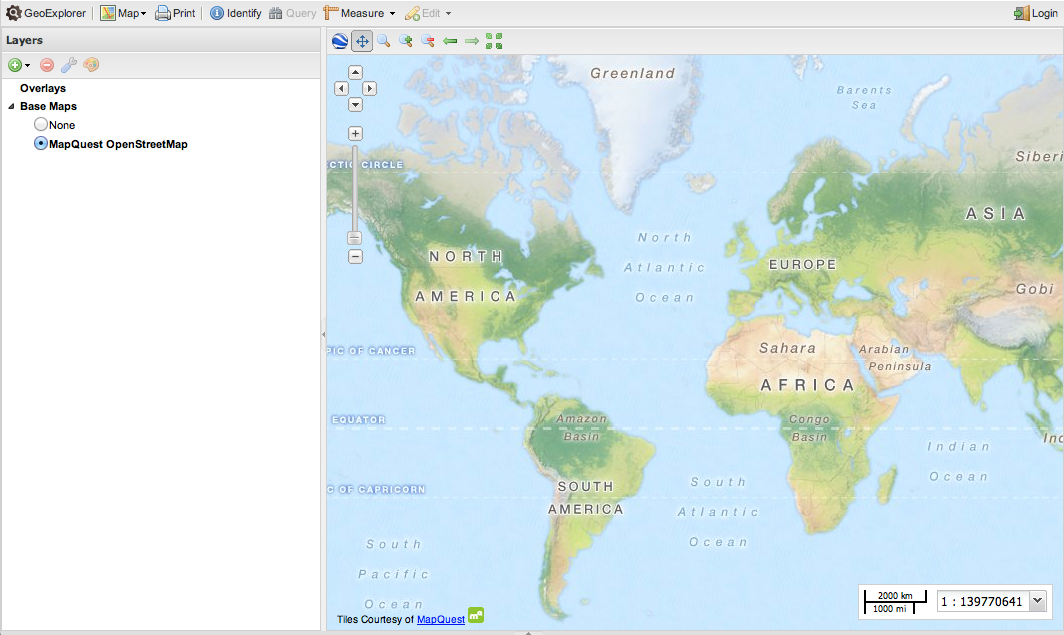 GeoExplorer Map Print Identify Query Measure Edit Login
Layers
Overlays
Base Maps
None
MapQuest OpenStreetMap
Greenland
Barents
Sea
CTIC CIRCLE
Siberi
ASIA
North
Atlantic
Ocean
NORTH
AMERICA
EUROPE
Gobi
PIC OF CANCER
Sahara
Arabian
Peninsula
AFRICA
EQUATOR
Amazon
Basin
Congo
Basin
Inc
Indian
Ocean
C OF CAPRICORN
SOUTH
AMERICA
South
Atlantic
Ocean
South
Pacific
Ocean
Tiles Courtesy of MapQuest m
2000 km
1000 mi
1 : 139770641